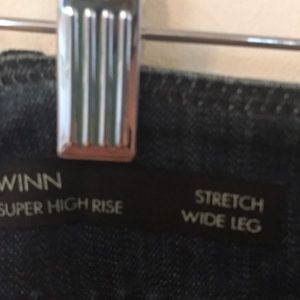 WINN
SUPER HIGH RISE
STRETCH
WIDE LEG